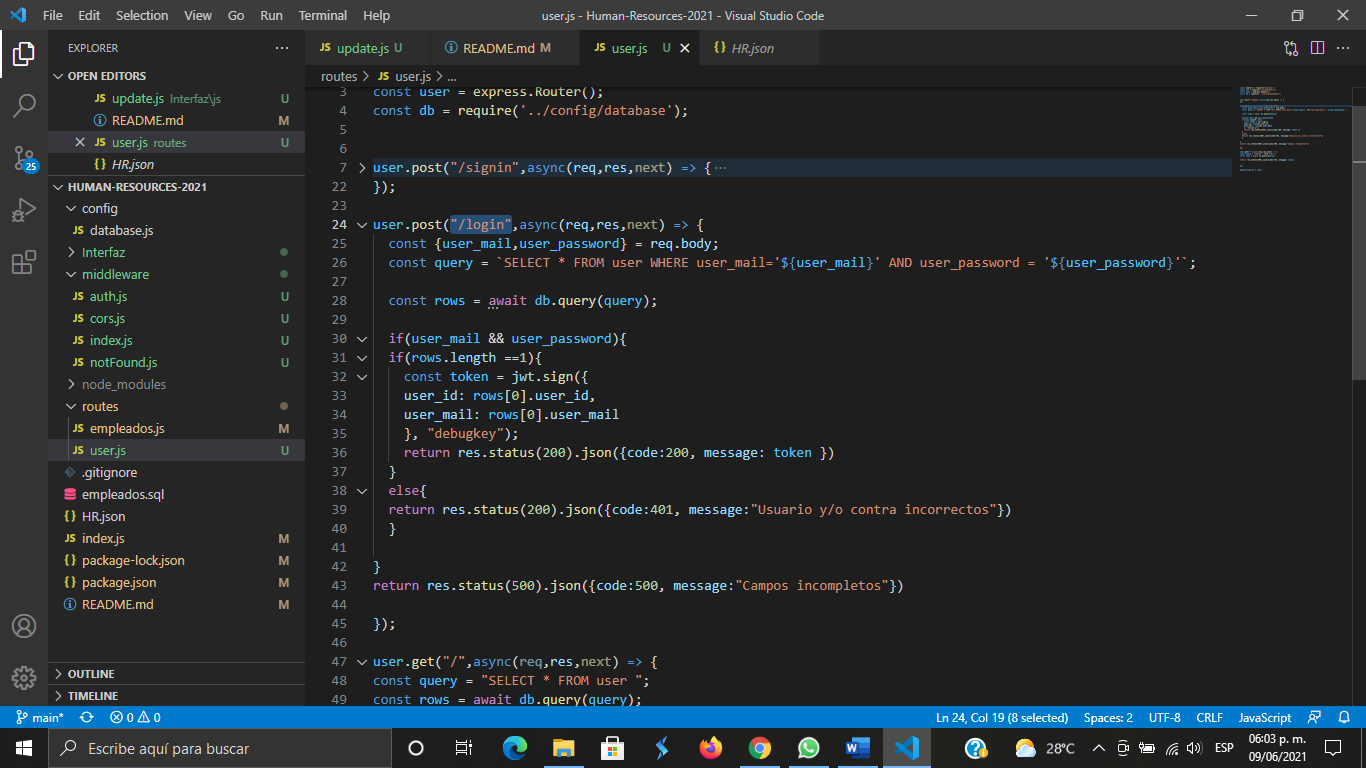 File Edit Selection View Go Run Terminal Help
user.js - Human-Resources-2021 - Visual Studio Code
EXPLORER
OPEN EDITORS
JS update.js Interfaz\js U
README.md M
JS user.js routes U
{} HR.json
HUMAN-RESOURCES-2021
config
JS database.js
Interfaz
middleware
JS auth.js U
JS cors.js U
JS index.js U
JS notFound.js U
node_modules
routes
JS empleados.js M
JS user.js U
.gitignore
empleados.sql
{} HR.json
JS index.js M
{} package-lock.json M
{} package.json M
README.md M
OUTLINE
TIMELINE
25
JS update.js U
README.md M
JS user.js U
{} HR.json
routes > JS user.js > ...
3 const user = express.Router();
4 const db = require('../config/database');
5
6
7 user.post("/signin",async(req,res,next) => {···
22 });
23
24 user.post("/login",async(req,res,next) => {
25 const {user_mail,user_password} = req.body;
26 const query = `SELECT * FROM user WHERE user_mail='${user_mail}' AND user_password = '${user_password}'`;
27
28 const rows = await db.query(query);
29
30 if(user_mail && user_password){
31 if(rows.length ==1){
32 const token = jwt.sign({
33 user_id: rows[0].user_id,
34 user_mail: rows[0].user_mail
35 }, "debugkey");
36 return res.status(200).json({code:200, message: token })
37 }
38 else{
39 return res.status(200).json({code:401, message:"Usuario y/o contra incorrectos"})
40 }
41
42 }
43 return res.status(500).json({code:500, message:"Campos incompletos"})
44
45 });
46
47 user.get("/",async(req,res,next) => {
48 const query = "SELECT * FROM user ";
49 const rows = await db.query(query);
main* 0 0
Ln 24, Col 19 (8 selected) Spaces: 2 UTF-8 CRLF JavaScript
Escribe aquí para buscar
28°C
ESP
06:03 p. m.
09/06/2021